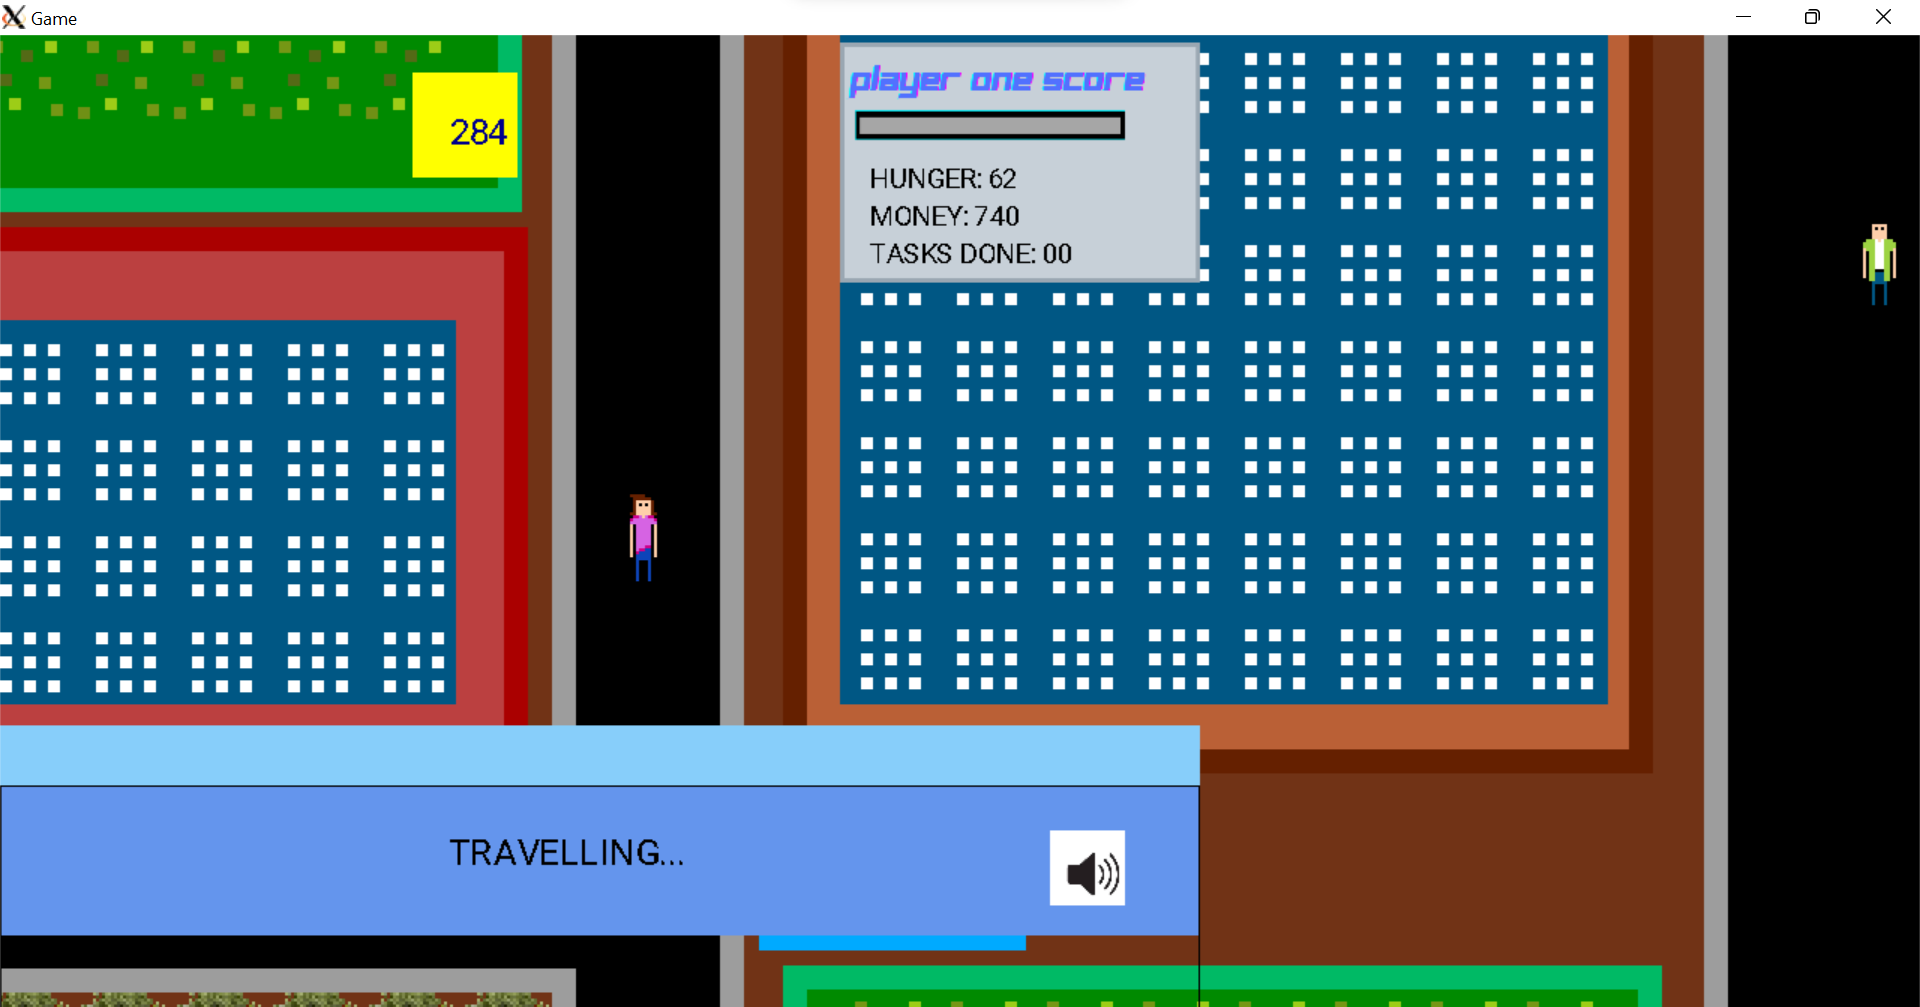 Game
284
player one score
HUNGER: 62
MONEY: 740
TASKS DONE: 00
TRAVELLING...